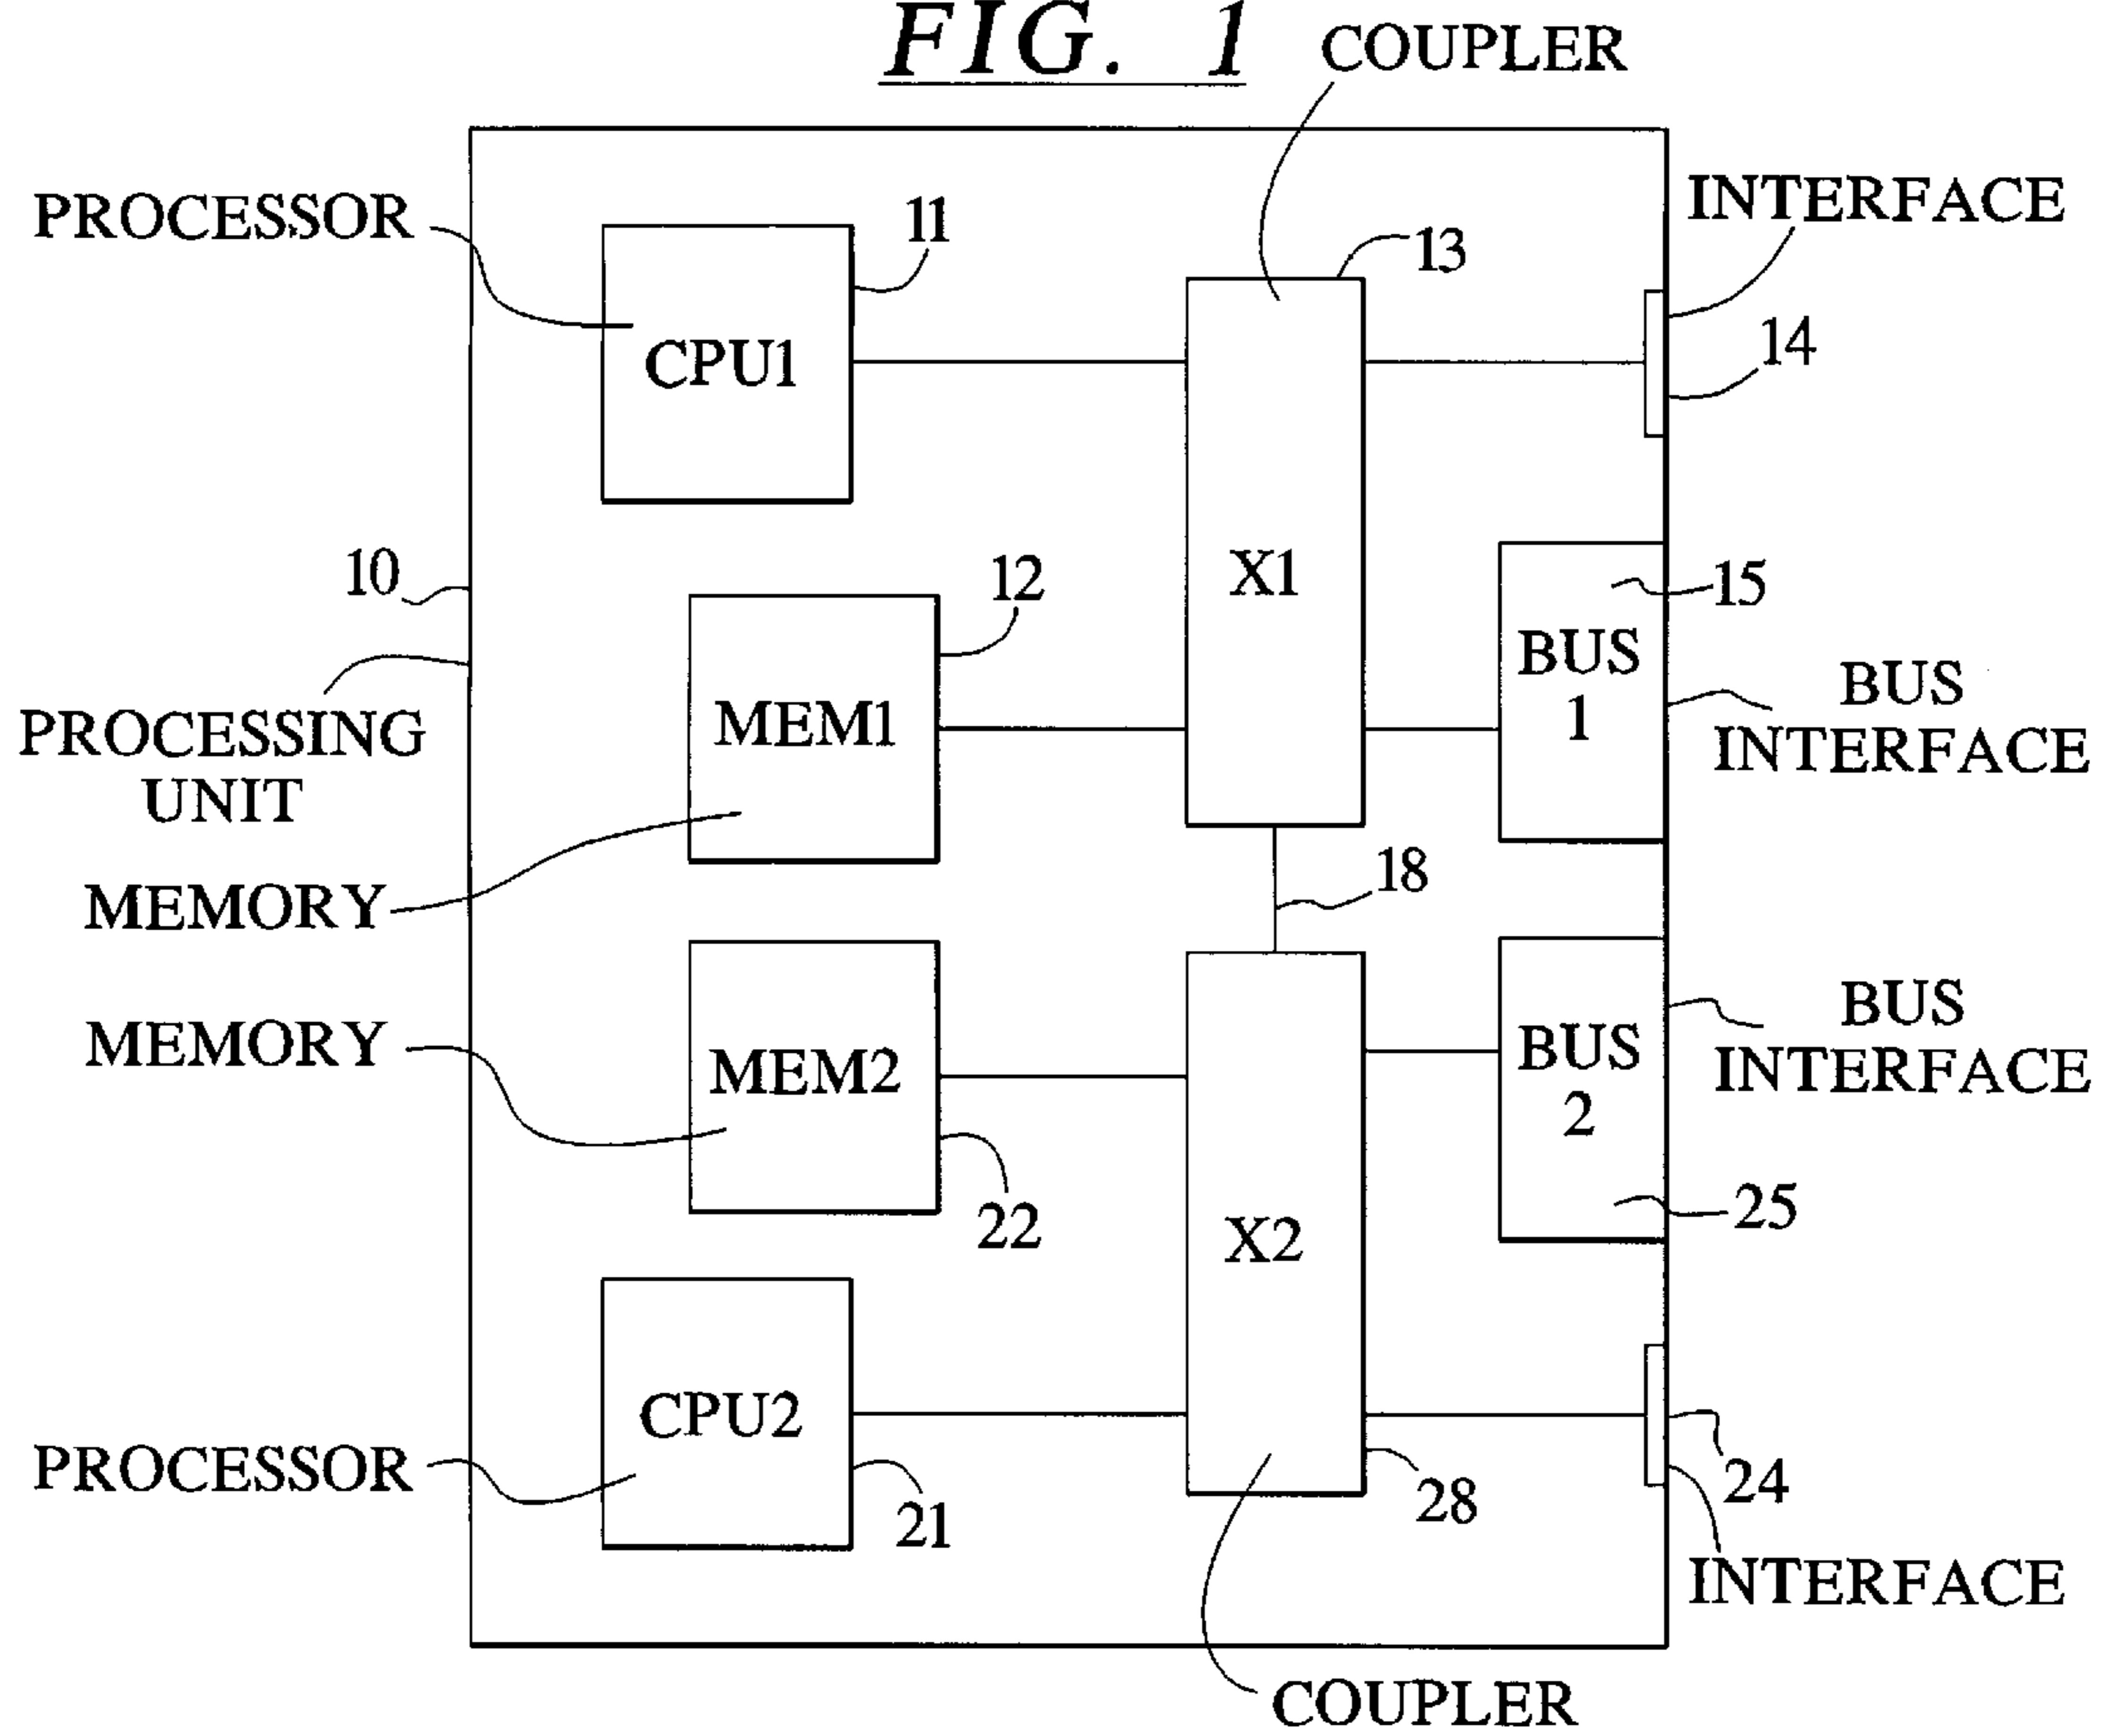 FIG. 1
COUPLER
PROCESSOR
11
13
INTERFACE
14
CPU1
10
12
X1
15
BUS
1
BUS
INTERFACE
PROCESSING
UNIT
MEM1
MEMORY
18
MEMORY
MEM2
22
X2
BUS
2
BUS
INTERFACE
25
CPU2
PROCESSOR
21
28
24
INTERFACE
COUPLER